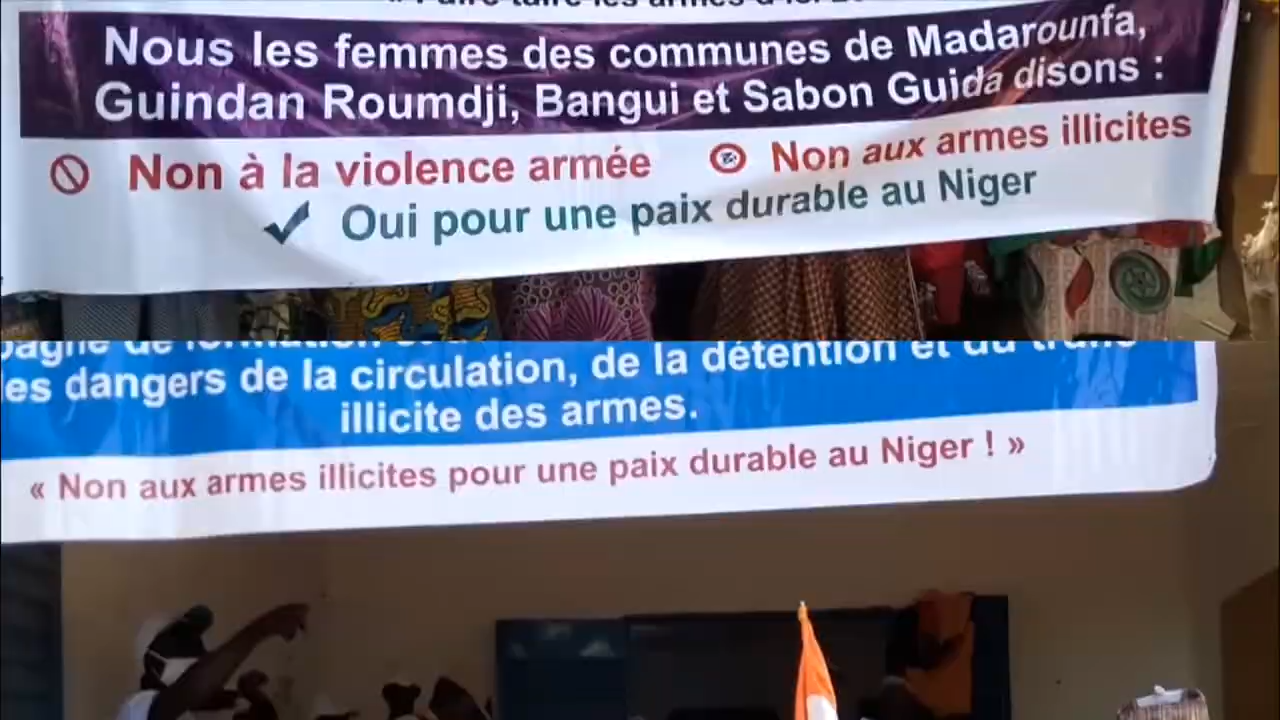 Nous les femmes des communes de Madarounfa,
Guindan Roumdji, Bangui et Sabon Guida disons :
Non à la violence armée Non aux armes illicites
Oui pour une paix durable au Niger
de la détention et du
es dangers de la circulation,
illicite des armes.
« Non aux armes illicites pour une paix durable au Niger ! »